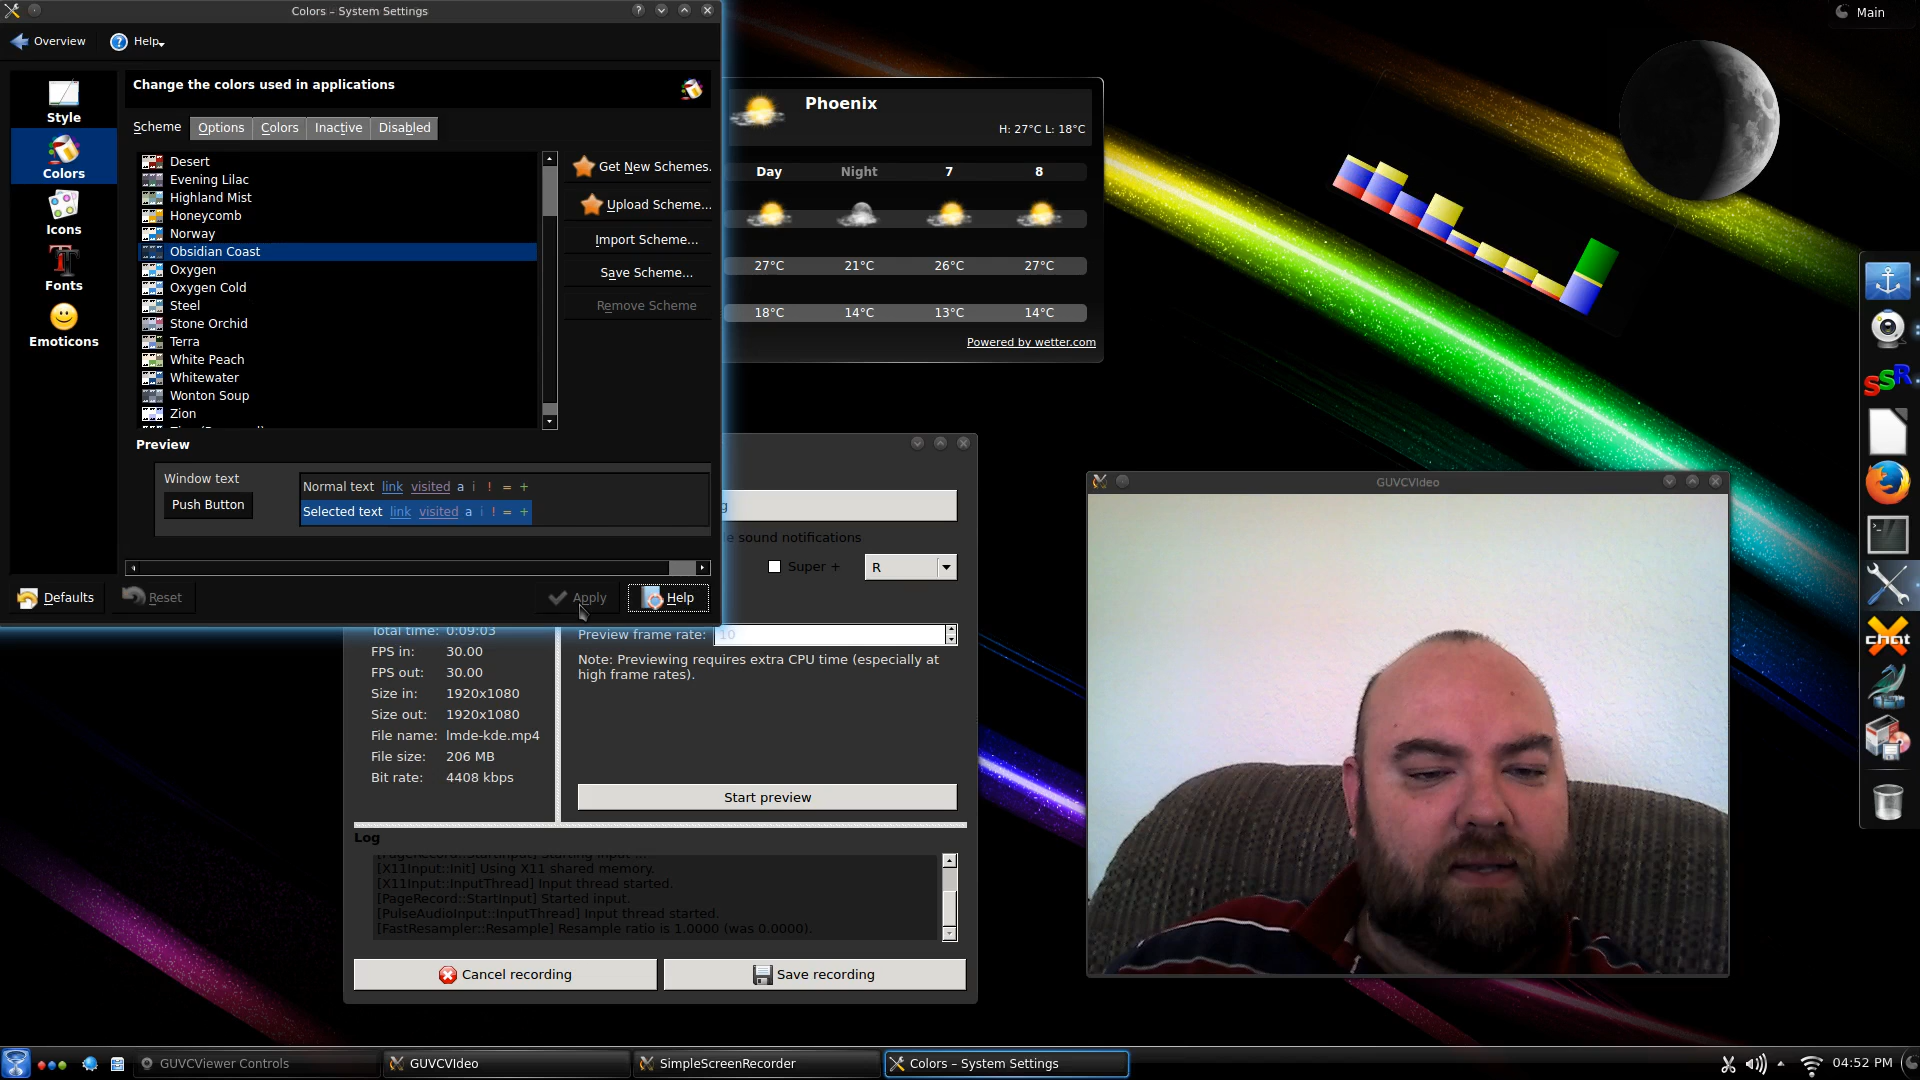 Colors – System Settings
Overview
Help
Style
Colors
Icons
Fonts
Emoticons
Change the colors used in applications
Scheme Options Colors Inactive Disabled
Desert
Evening Lilac
Highland Mist
Honeycomb
Norway
Obsidian Coast
Oxygen
Oxygen Cold
Steel
Stone Orchid
Terra
White Peach
Whitewater
Wonton Soup
Zion
Get New Schemes.
Upload Scheme...
Import Scheme...
Save Scheme...
Remove Scheme
Preview
Window text
Push Button
Normal text link visited a i ! = +
Selected text link visited a i ! = +
Defaults Reset Apply Help
Phoenix
H: 27°C L: 18°C
Day Night 7 8
27°C 21°C 26°C 27°C
18°C 14°C 13°C 14°C
Powered by wetter.com
Main
sound notifications
Super + R
Preview frame rate: 10
Note: Previewing requires extra CPU time (especially at
high frame rates).
Start preview
Total time: 0:09:03
FPS in: 30.00
FPS out: 30.00
Size in: 1920x1080
Size out: 1920x1080
File name: lmde-kde.mp4
File size: 206 MB
Bit rate: 4408 kbps
Log
[PageRecord::StartInput] Starting input ...
[X11Input::Init] Using X11 shared memory.
[X11Input::InputThread] Input thread started.
[PageRecord::StartInput] Started input.
[PulseAudioInput::InputThread] Input thread started.
[FastResampler::Resample] Resample ratio is 1.0000 (was 0.0000).
Cancel recording
Save recording
GUVCVideo
SSR
chat
GUVCViewer Controls
GUVCVIdeo
SimpleScreenRecorder
Colors – System Settings
04:52 PM